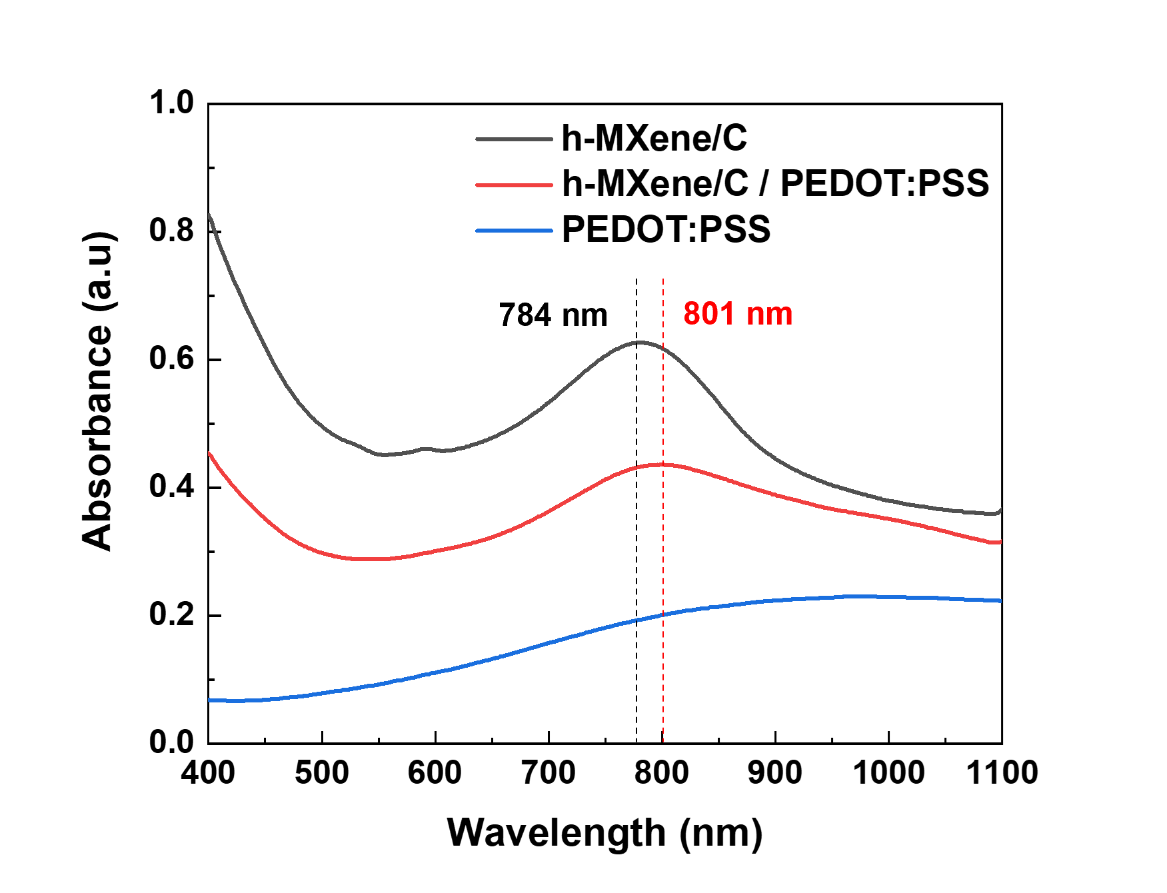 h-MXene/C
h-MXene/C / PEDOT:PSS
PEDOT:PSS
784 nm
801 nm
Absorbance (a.u)
1.0
0.8
0.6
0.4
0.2
0.0
400 500 600 700 800 900 1000 1100
Wavelength (nm)